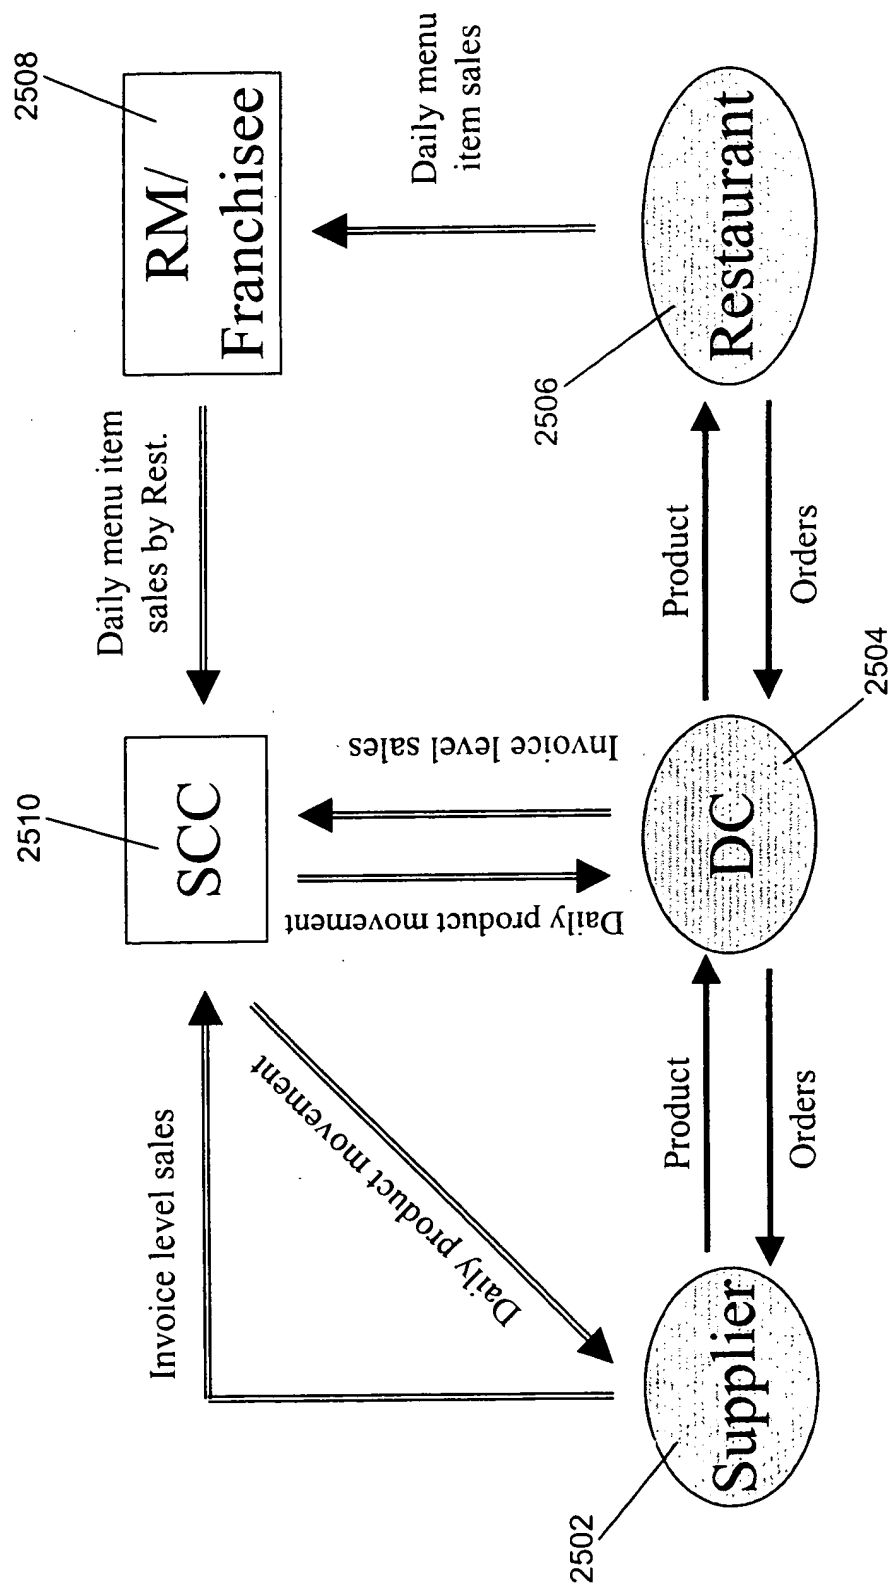 2510
2508
SCC
RM/
Franchisee
Daily menu item
sales by Rest.
Daily menu
item sales
Invoice level sales
Daily product movement
Daily product movement
Invoice level sales
2506
Supplier
Product
Orders
DC
Product
Orders
Restaurant
2502
2504